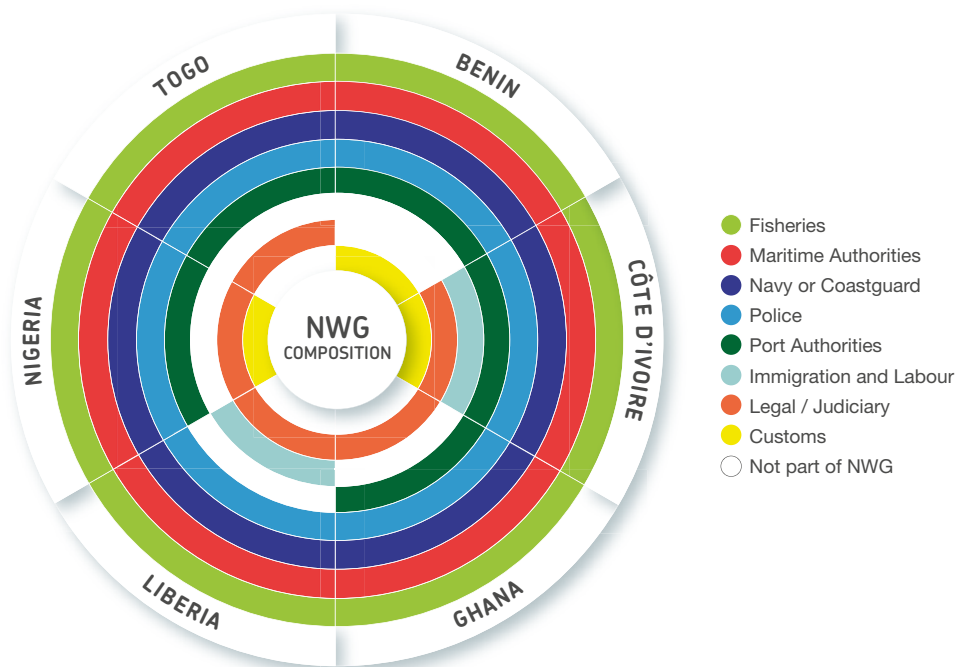 TOGO
BENIN
NIGERIA
CÔTE D'IVOIRE
LIBERIA
GHANA
NWG
COMPOSITION
Fisheries
Maritime Authorities
Navy or Coastguard
Police
Port Authorities
Immigration and Labour
Legal / Judiciary
Customs
Not part of NWG